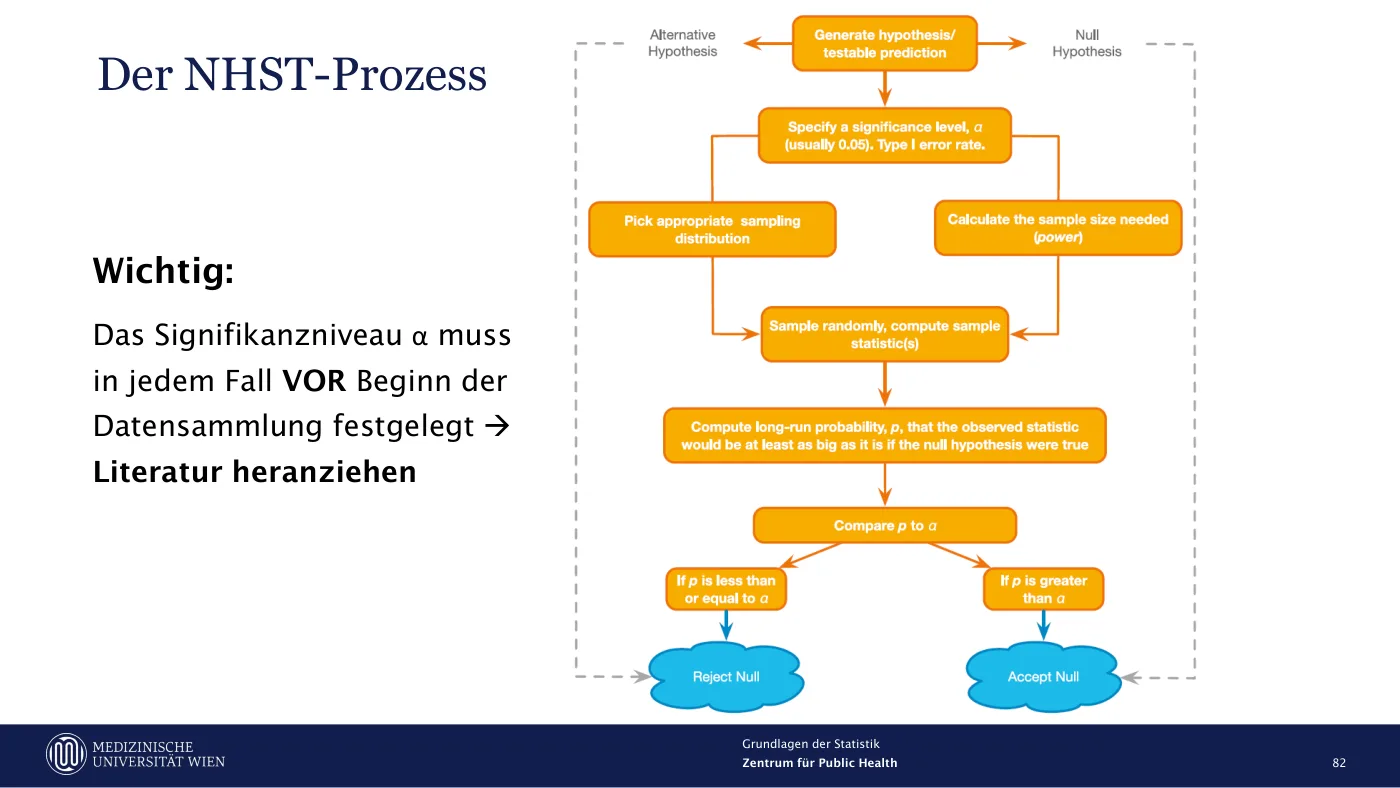 Der NHST-Prozess
Wichtig:
Das Signifikanzniveau α muss
in jedem Fall VOR Beginn der
Datensammlung festgelegt →
Literatur heranziehen
Alternative
Hypothesis
Generate hypothesis/
testable prediction
Null
Hypothesis
Specify a significance level, α
(usually 0.05). Type I error rate.
Pick appropriate sampling
distribution
Calculate the sample size needed
(power)
Sample randomly, compute sample
statistic(s)
Compute long-run probability, p, that the observed statistic
would be at least as big as it is if the null hypothesis were true
Compare p to α
If p is less than
or equal to α
If p is greater
than α
Reject Null
Accept Null
MEDIZINISCHE
UNIVERSITÄT WIEN
Grundlagen der Statistik
Zentrum für Public Health
82